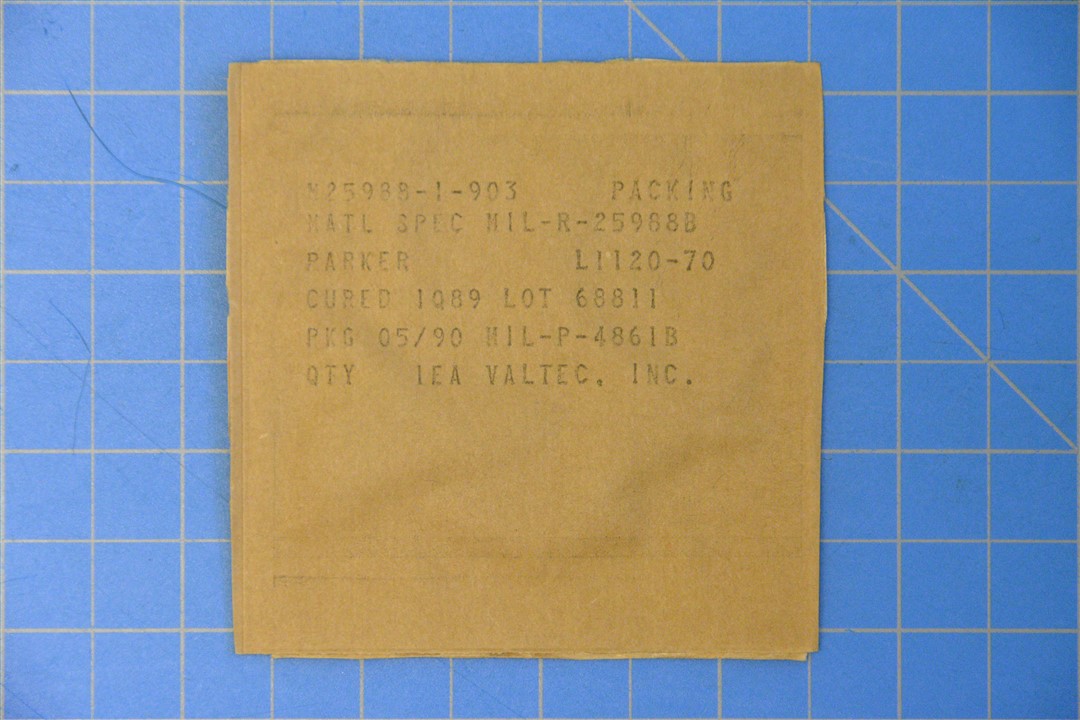 M25988-1-903 PACKING
MATL SPEC MIL-R-25988B
PARKER L1120-70
CURED 1Q89 LOT 68811
PKG 05/90 MIL-P-4861B
QTY 1EA VALTEC, INC.